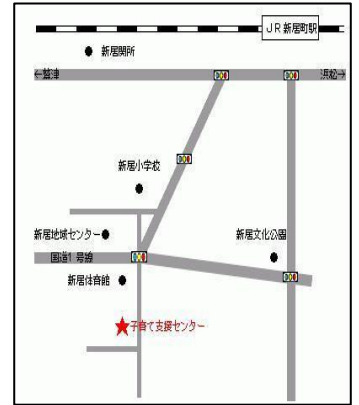 JR新居町駅
新居関所
←鷲津
浜松→
新居小学校
新居地域センター
新居文化公園
国道1号線
新居体育館
子育て支援センター